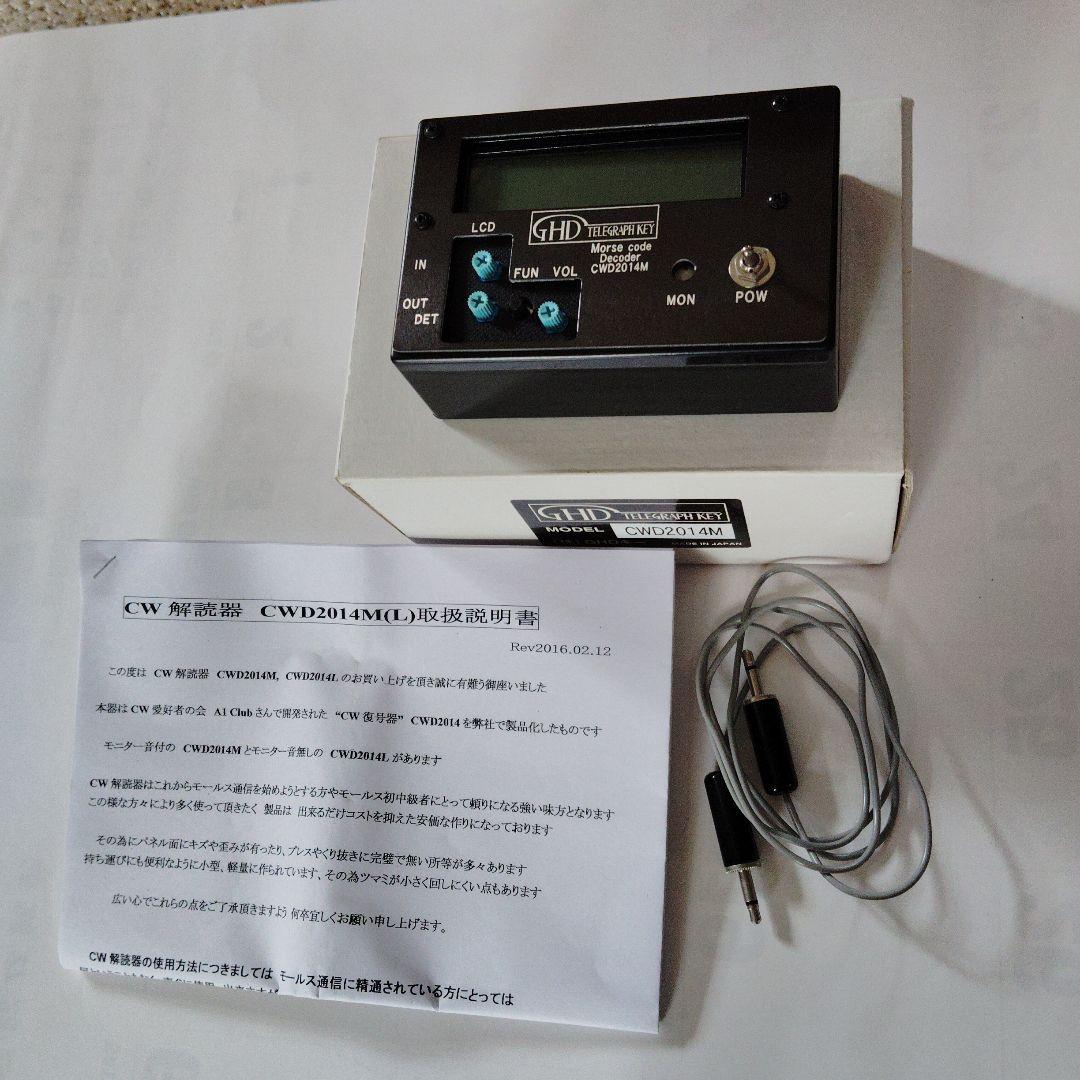 LCD
GHD TELEGRAPH KEY
Morse code
Decoder
CWD2014M
IN
FUN VOL
OUT
DET
MON
POW
GHD TELEGRAPH KEY
MODEL CWD2014M
MADE IN JAPAN
CW 解読器 CWD2014M(L)取扱説明書
Rev2016.02.12
この度は CW 解読器 CWD2014M, CWD2014L のお買い上げを頂き誠に有難う御座いました
本器は CW 愛好者の会 A1 Club さんで開発された “CW 復号器” CWD2014 を弊社で製品化したものです
モニター音付の CWD2014M とモニター音無しの CWD2014L があります
CW 解読器はこれからモールス通信を始めようとする方やモールス初中級者にとって頼りになる強い味方となります
この様な方々により多く使って頂きたく 製品は 出来るだけコストを抑えた安価な作りになっております
その為にパネル面にキズや歪みが有ったり、プレスやくり抜きに完璧で無い所等が多々あります
持ち運びにも便利なように小型、軽量に作られています、その為ツマミが小さく回しにくい点もあります
広い心でこれらの点をご了承頂きますよう何卒宜しくお願い申し上げます。
CW 解読器の使用方法につきましては モールス通信に精通されている方にとっては